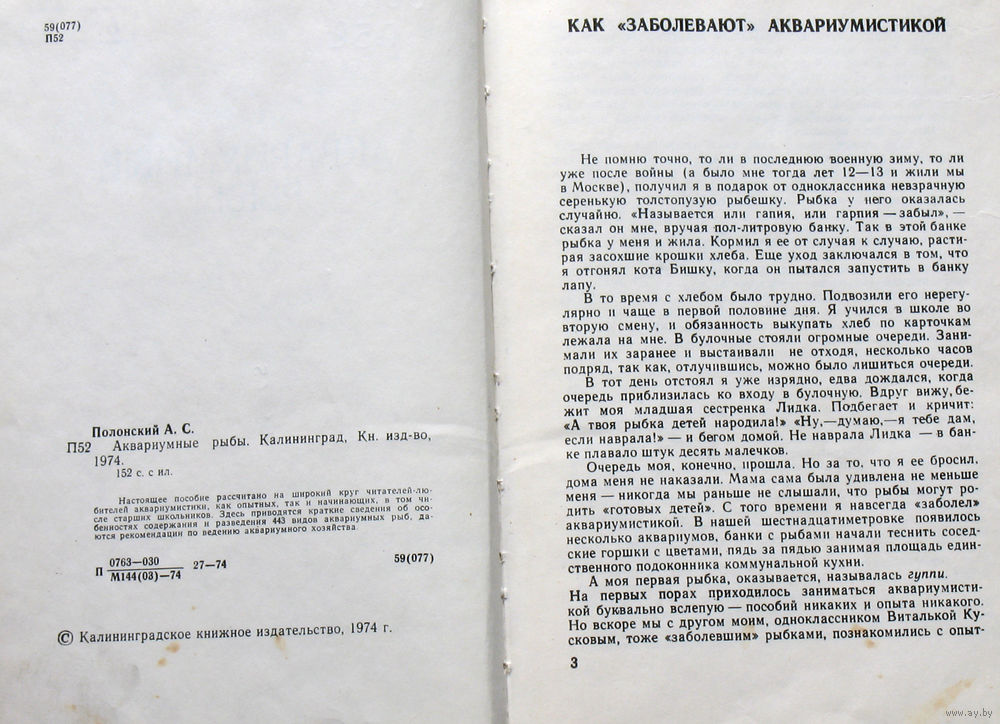 59(077)
П52
Полонский А. С.
П52 Аквариумные рыбы. Калининград, Кн. изд-во,
1974.
152 с. с ил.
Настоящее пособие рассчитано на широкий круг читателей-лю-
бителей аквариумистики, как опытных, так и начинающих, в том чи-
сле старших школьников. Здесь приводятся краткие сведения об осо-
бенностях содержания и разведения 443 видов аквариумных рыб, да-
ются рекомендации по ведению аквариумного хозяйства.
П 0763—030
М144(03)—74 27—74 59(077)
© Калининградское книжное издательство, 1974 г.
КАК «ЗАБОЛЕВАЮТ» АКВАРИУМИСТИКОЙ
Не помню точно, то ли в последнюю военную зиму, то ли
уже после войны (а было мне тогда лет 12—13 и жили мы
в Москве), получил я в подарок от одноклассника невзрачную
серенькую толстопузую рыбешку. Рыбка у него оказалась
случайно. «Называется или гапия, или гарпия — забыл», —
сказал он мне, вручая пол-литровую банку. Так в этой банке
рыбка у меня и жила. Кормил я ее от случая к случаю, расти-
рая засохшие крошки хлеба. Еще уход заключался в том, что
я отгонял кота Бишку, когда он пытался запустить в банку
лапу.
В то время с хлебом было трудно. Подвозили его нерегу-
лярно и чаще в первой половине дня. Я учился в школе во
вторую смену, и обязанность выкупать хлеб по карточкам
лежала на мне. В булочные стояли огромные очереди. Зани-
мали их заранее и выстаивали не отходя, несколько часов
подряд, так как, отлучившись, можно было лишиться очереди.
В тот день отстоял я уже изрядно, едва дождался, когда
очередь приблизилась ко входу в булочную. Вдруг вижу, бе-
жит моя младшая сестренка Лидка. Подбегает и кричит:
«А твоя рыбка детей народила!» «Ну,—думаю,—я тебе дам,
если наврала!» — и бегом домой. Не наврала Лидка — в бан-
ке плавало штук десять мальчков.
Очередь моя, конечно, прошла. Но за то, что я ее бросил,
дома меня не наказали. Мама сама была удивлена не меньше
меня — никогда мы раньше не слышали, что рыбы могут ро-
дить «готовых детей». С того времени я навсегда «заболел»
аквариумистикой. В нашей шестнадцатиметровке появилось
несколько аквариумов, банки с рыбами начали теснить сосед-
ские горшки с цветами, пядь за пядью занимая площадь един-
ственного подоконника коммунальной кухни.
А моя первая рыбка, оказывается, называлась гуппи.
На первых порах приходилось заниматься аквариумисти-
кой буквально вслепую — пособий никаких и опыта никакого.
Но вскоре мы с другом моим, одноклассником Виталькой Ку-
сковым, тоже «заболевшим» рыбками, познакомились с опыт-
3
www.ay.by